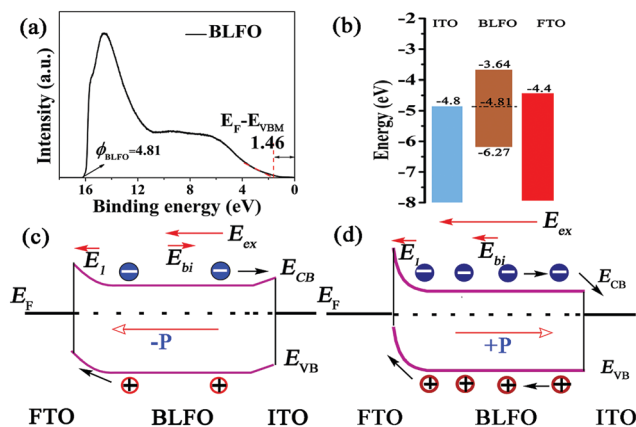 (a)
BLFO
Intensity (a.u.)
E_F-E_VBM
1.46
ϕ_BLFO=4.81
16 12 8 4 0
Binding energy (eV)
(b)
ITO BLFO FTO
Energy (eV)
-2
-3
-4
-5
-6
-7
-8
-3.64
-4.4
-4.8
-4.81
-6.27
E_ex
(c)
E_ex
E_1
E_bi
E_CB
E_F
-P
E_VB
FTO BLFO ITO
(d)
E_1
E_bi
E_CB
E_F
+P
E_VB
FTO BLFO ITO